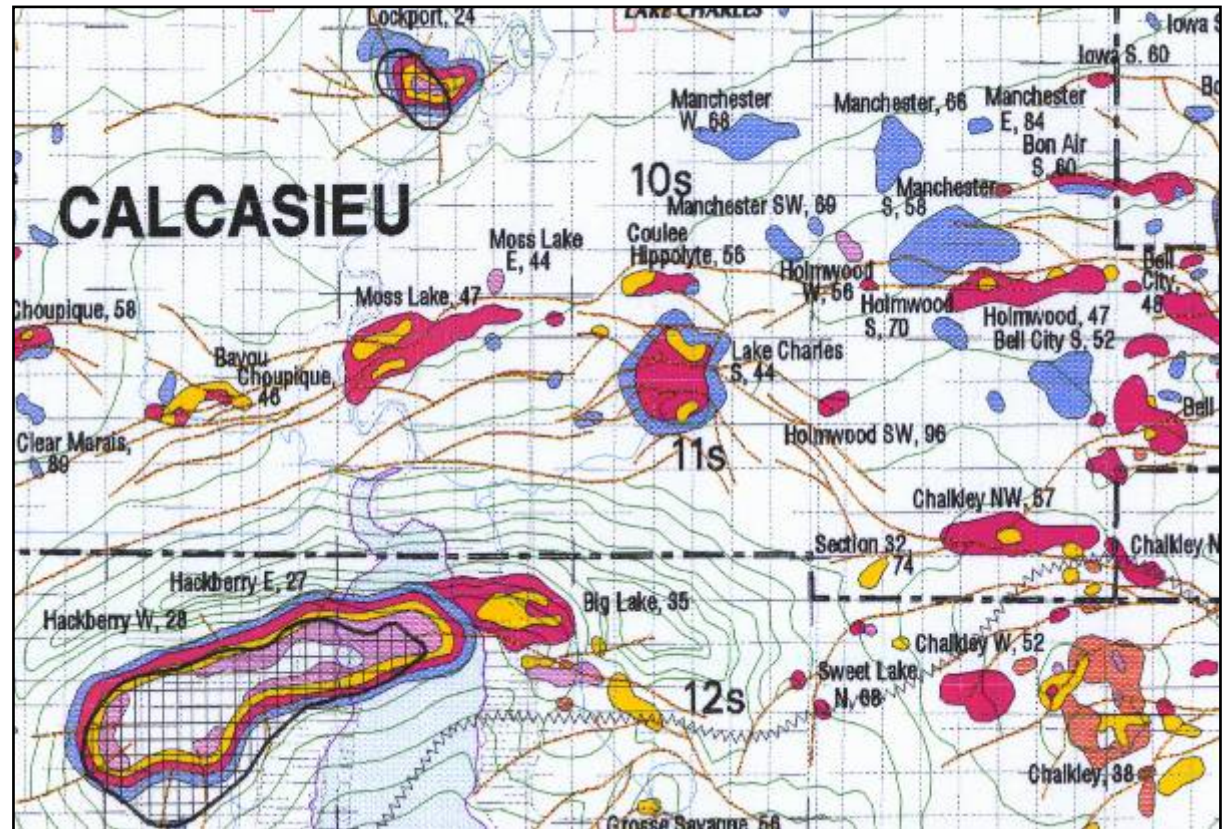 Lockport, 24
LAKE CHARLES
Iowa S
Iowa S. 60
Manchester
W, 68
Manchester, 66
Manchester
E, 84
Bon Air
S, 60
10s
CALCASIEU
Manchester
S, 58
Manchester SW, 69
Moss Lake
E, 44
Coulee
Hippolyte, 56
Holmwood
W, 56
Bell
City,
48
Moss Lake, 47
Choupique, 58
Holmwood
S, 70
Holmwood, 47
Bell City S, 52
Bayou
Choupique,
46
Lake Charles
S, 44
Bell
Clear Marais,
89
11s
Holmwood SW, 96
Chalkley NW, 67
Section 32,
74
Chalkley N
Hackberry E, 27
Hackberry W, 28
Big Lake, 35
Chalkley W, 52
Sweet Lake
N, 68
12s
Chalkley, 38
Grosse Savanne, 56